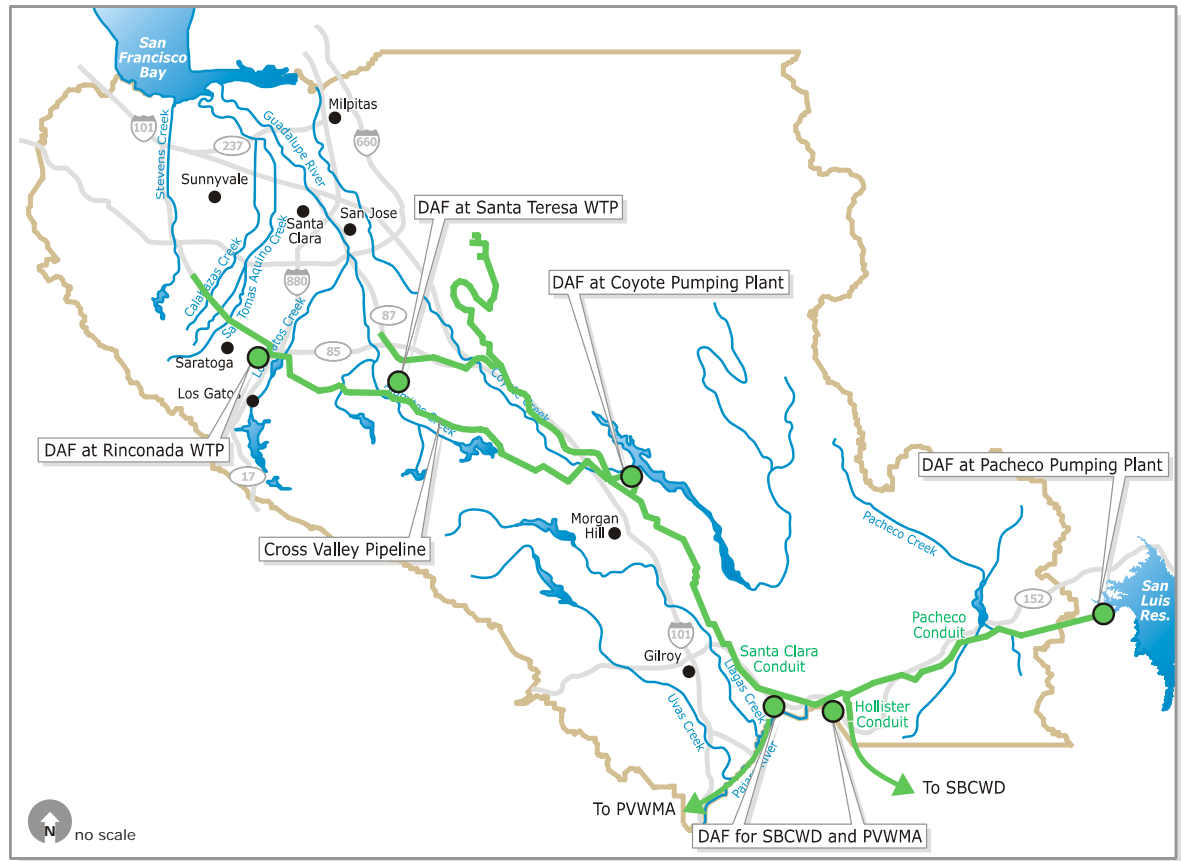 San
Francisco
Bay
Milpitas
101
237
660
Guadalupe River
Stevens Creek
Sunnyvale
Santa
Clara
San Jose
DAF at Santa Teresa WTP
Calabazas Creek
San Tomas Aquino Creek
880
DAF at Coyote Pumping Plant
87
85
Los Gatos Creek
Saratoga
Los Gatos
Coyote Creek
Creek
DAF at Rinconada WTP
17
DAF at Pacheco Pumping Plant
Cross Valley Pipeline
Morgan
Hill
Pacheco Creek
San
Luis
Res.
152
Pacheco
Conduit
101
Gilroy
Santa Clara
Conduit
Llagas Creek
Uvas Creek
Hollister
Conduit
Pajaro River
To PVWMA
To SBCWD
DAF for SBCWD and PVWMA
N
no scale